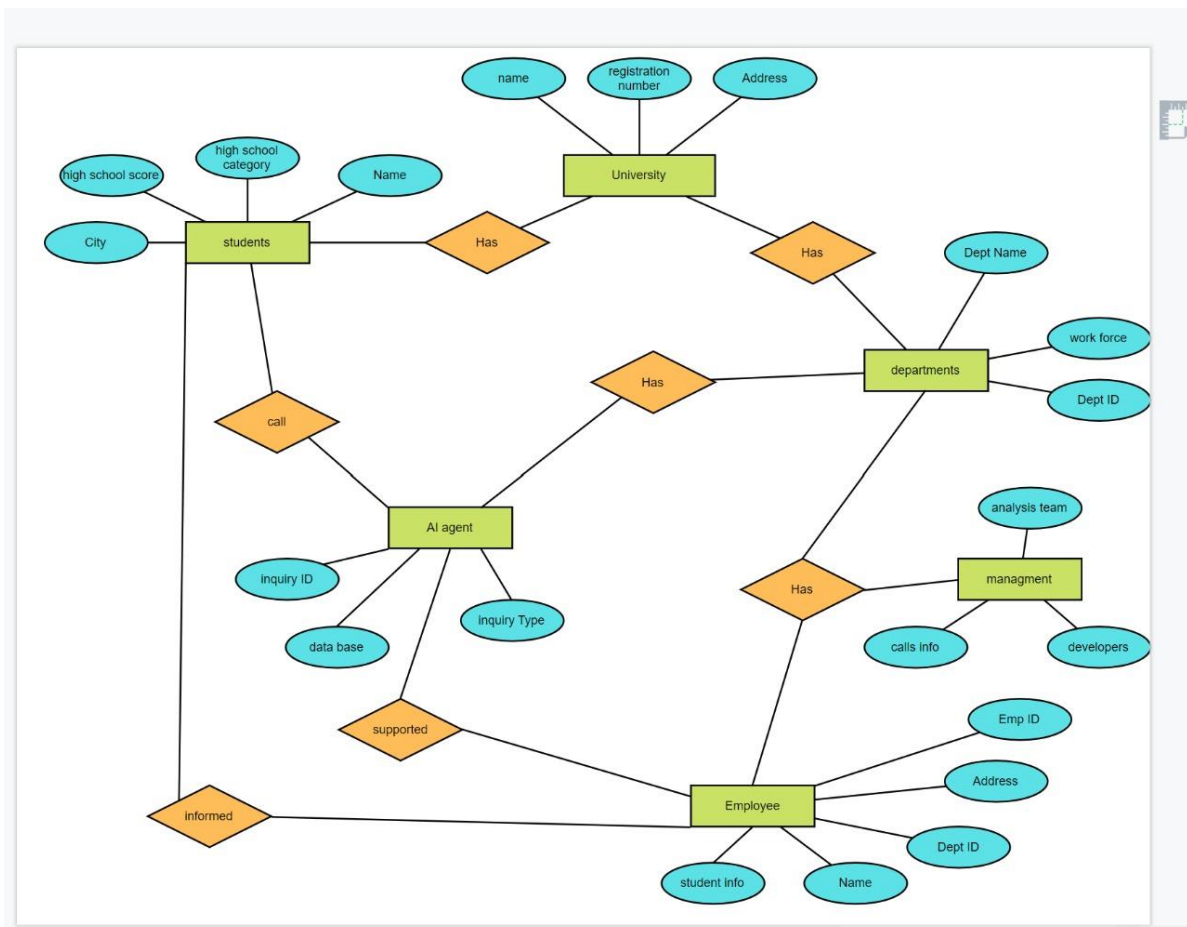 name
registration
number
Address
high school
category
high school score
Name
University
City
students
Has
Has
Dept Name
work force
departments
Has
Dept ID
call
analysis team
AI agent
inquiry ID
managment
Has
inquiry Type
data base
calls info
developers
Emp ID
supported
Address
Employee
informed
Dept ID
student info
Name